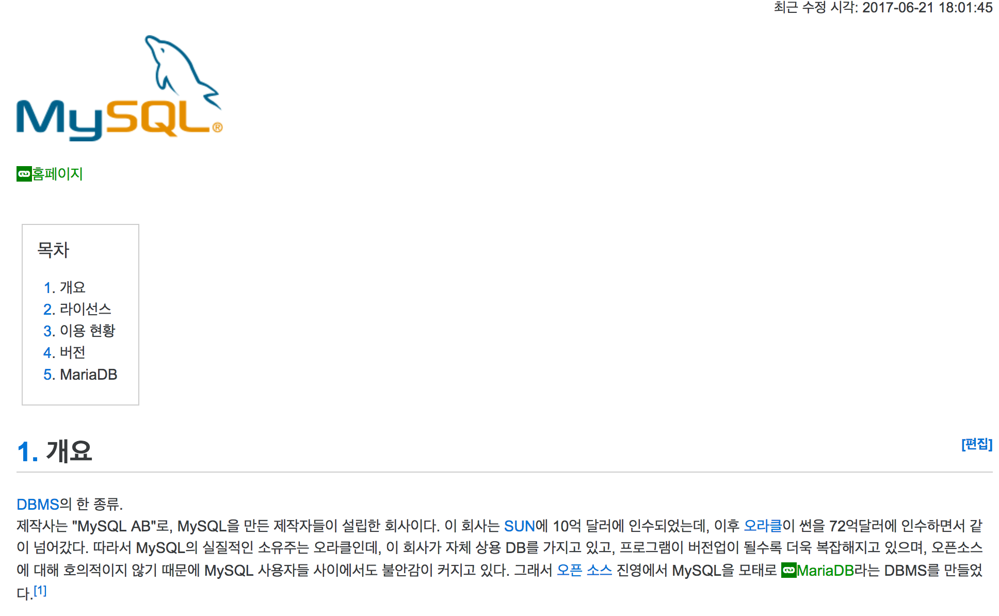 최근 수정 시각: 2017-06-21 18:01:45
MySQL®
홈페이지
목차
1. 개요
2. 라이선스
3. 이용 현황
4. 버전
5. MariaDB
1. 개요
[편집]
DBMS의 한 종류.
제작사는 "MySQL AB"로, MySQL을 만든 제작자들이 설립한 회사이다. 이 회사는 SUN에 10억 달러에 인수되었는데, 이후 오라클이 썬을 72억달러에 인수하면서 같
이 넘어갔다. 따라서 MySQL의 실질적인 소유주는 오라클인데, 이 회사가 자체 상용 DB를 가지고 있고, 프로그램이 버전업이 될수록 더욱 복잡해지고 있으며, 오픈소스
에 대해 호의적이지 않기 때문에 MySQL 사용자들 사이에서도 불안감이 커지고 있다. 그래서 오픈 소스 진영에서 MySQL을 모태로 MariaDB라는 DBMS를 만들었
다.[1]